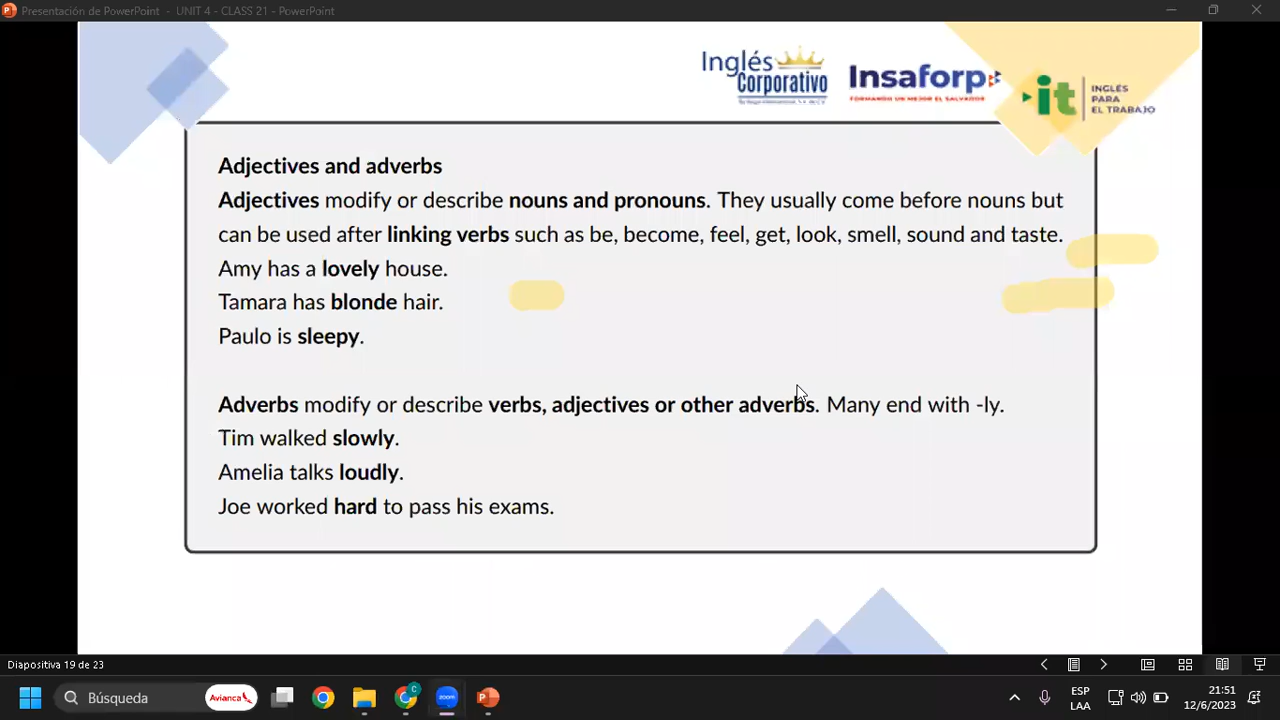 Presentación de PowerPoint - UNIT 4 - CLASS 21 - PowerPoint
Inglés
Corporativo
Insaforp
FORMANDO UN MEJOR EL SALVADOR
it
INGLÉS
PARA
EL TRABAJO
Adjectives and adverbs
Adjectives modify or describe nouns and pronouns. They usually come before nouns but
can be used after linking verbs such as be, become, feel, get, look, smell, sound and taste.
Amy has a lovely house.
Tamara has blonde hair.
Paulo is sleepy.
Adverbs modify or describe verbs, adjectives or other adverbs. Many end with -ly.
Tim walked slowly.
Amelia talks loudly.
Joe worked hard to pass his exams.
Diapositiva 19 de 23
Búsqueda
Avianca
zoom
ESP
LAA
21:51
12/6/2023